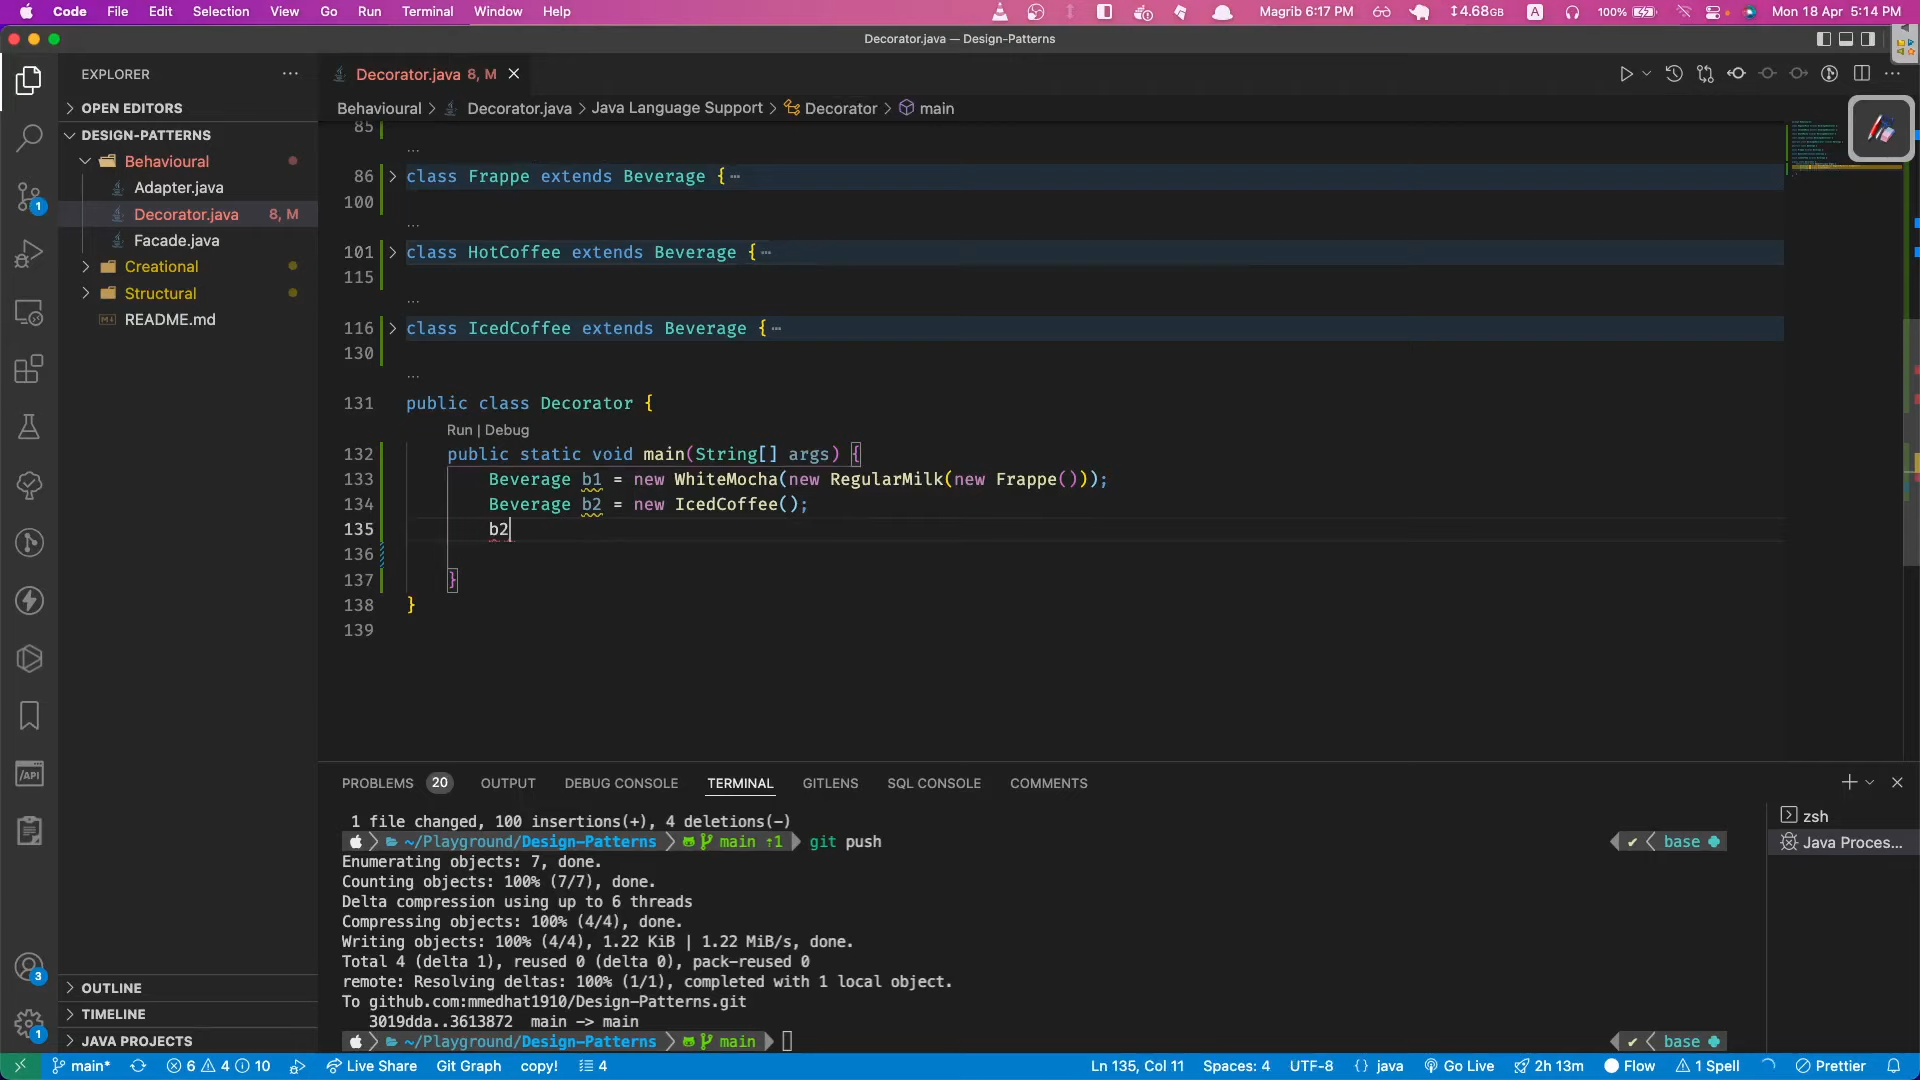 Code File Edit Selection View Go Run Terminal Window Help Magrib 6:17 PM 4.68GB A 100% Mon 18 Apr 5:14 PM
Decorator.java — Design-Patterns
EXPLORER
Decorator.java 8, M
OPEN EDITORS
Behavioural > Decorator.java > Java Language Support > Decorator > main
DESIGN-PATTERNS
Behavioural
Adapter.java
Decorator.java 8, M
Facade.java
Creational
Structural
README.md
85
...
86 class Frappe extends Beverage {
100
...
101 class HotCoffee extends Beverage {
115
...
116 class IcedCoffee extends Beverage {
130
...
131 public class Decorator {
Run | Debug
132 public static void main(String[] args) {
133 Beverage b1 = new WhiteMocha(new RegularMilk(new Frappe()));
134 Beverage b2 = new IcedCoffee();
135 b2
136
137 }
138 }
139
PROBLEMS 20 OUTPUT DEBUG CONSOLE TERMINAL GITLENS SQL CONSOLE COMMENTS
1 file changed, 100 insertions(+), 4 deletions(-)
~/Playground/Design-Patterns main ↑1 git push ✔ base
Enumerating objects: 7, done.
Counting objects: 100% (7/7), done.
Delta compression using up to 6 threads
Compressing objects: 100% (4/4), done.
Writing objects: 100% (4/4), 1.22 KiB | 1.22 MiB/s, done.
Total 4 (delta 1), reused 0 (delta 0), pack-reused 0
remote: Resolving deltas: 100% (1/1), completed with 1 local object.
To github.com:mmedhat1910/Design-Patterns.git
3019dda..3613872 main -> main
~/Playground/Design-Patterns main ✔ base
zsh
Java Proces...
/API
1
3
1
OUTLINE
TIMELINE
JAVA PROJECTS
main* 6 4 10 Live Share Git Graph copy! 4 Ln 135, Col 11 Spaces: 4 UTF-8 {} java Go Live 2h 13m Flow 1 Spell Prettier